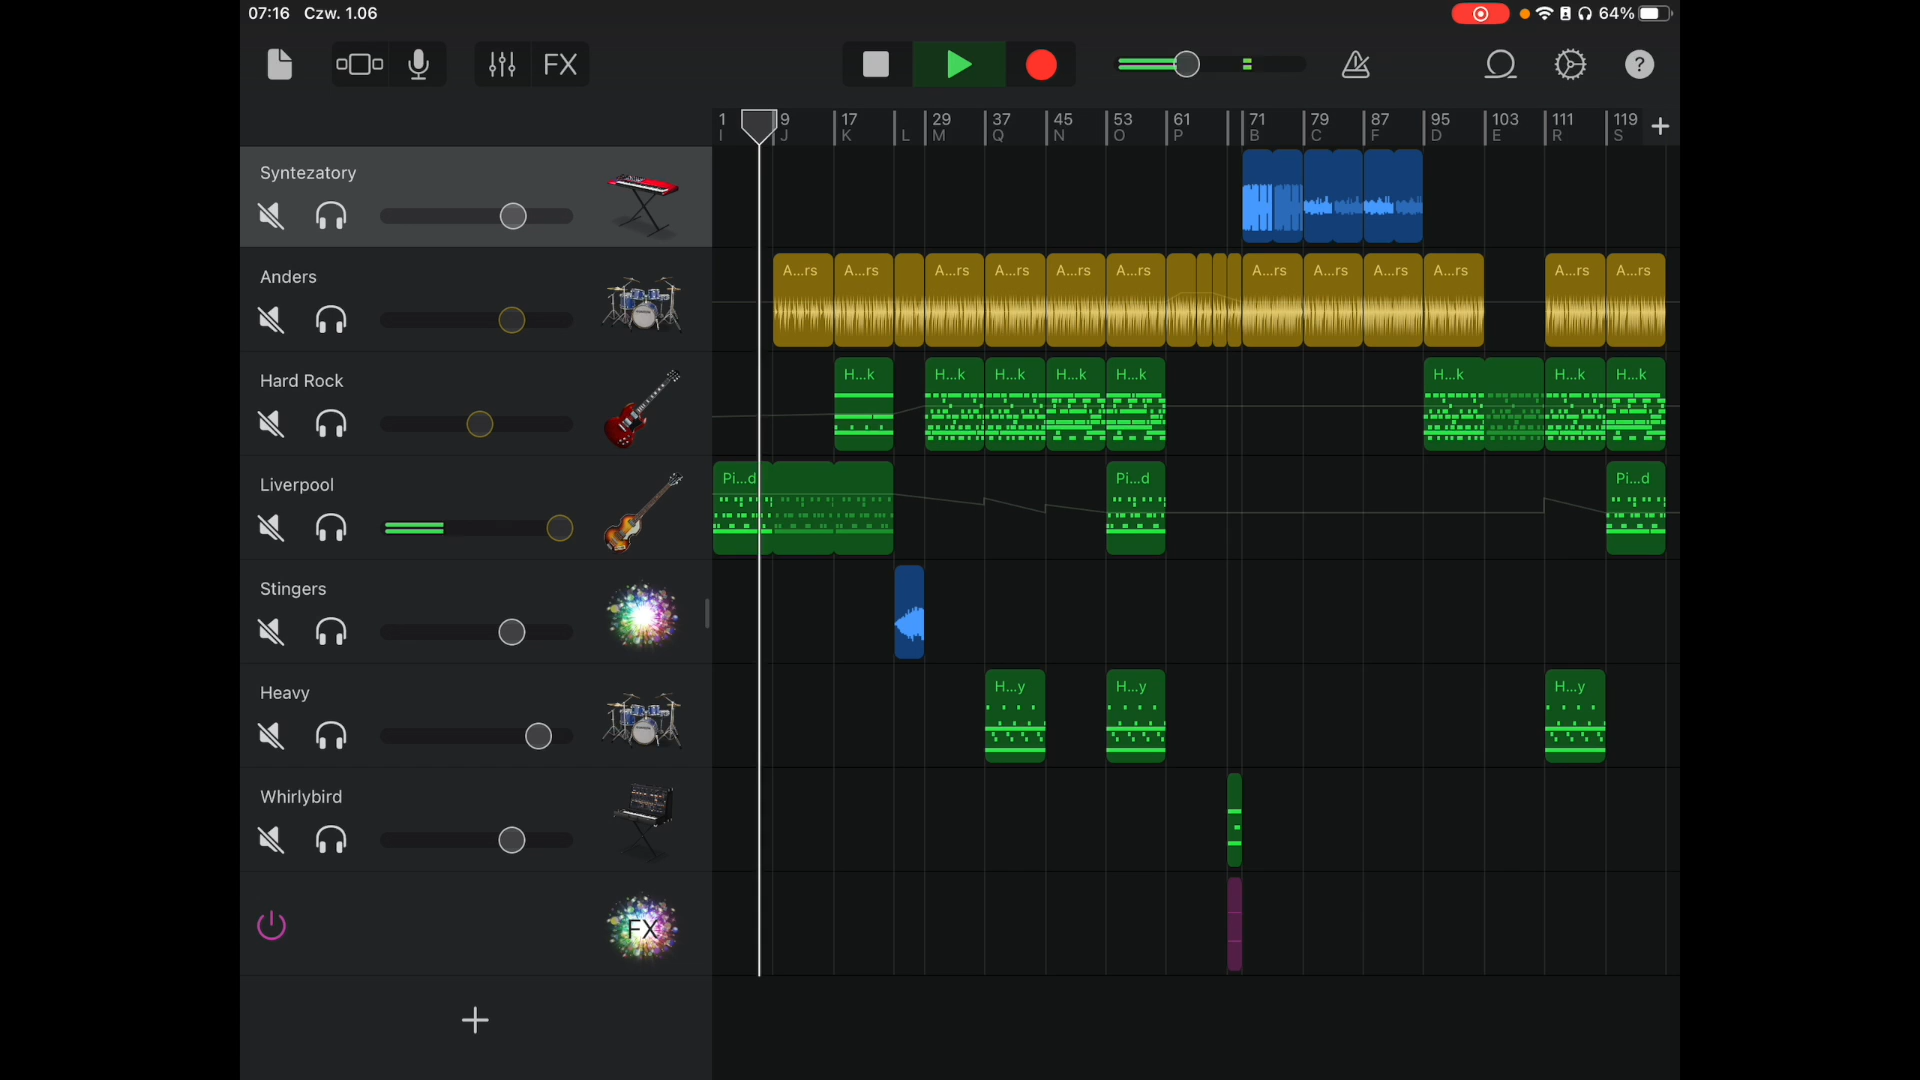 07:16 Czw. 1.06 64%
FX ?
1 9 17 29 37 45 53 61 71 79 87 95 103 111 119
I J K L M Q N O P B C F D E R S
Syntezatory
Anders
A...rs A...rs A...rs A...rs A...rs A...rs A...rs A...rs A...rs A...rs A...rs A...rs
Hard Rock
H...k H...k H...k H...k H...k H...k H...k H...k
Liverpool
Pi...d Pi...d Pi...d
Stingers
Heavy
H...y H...y H...y
Whirlybird
FX